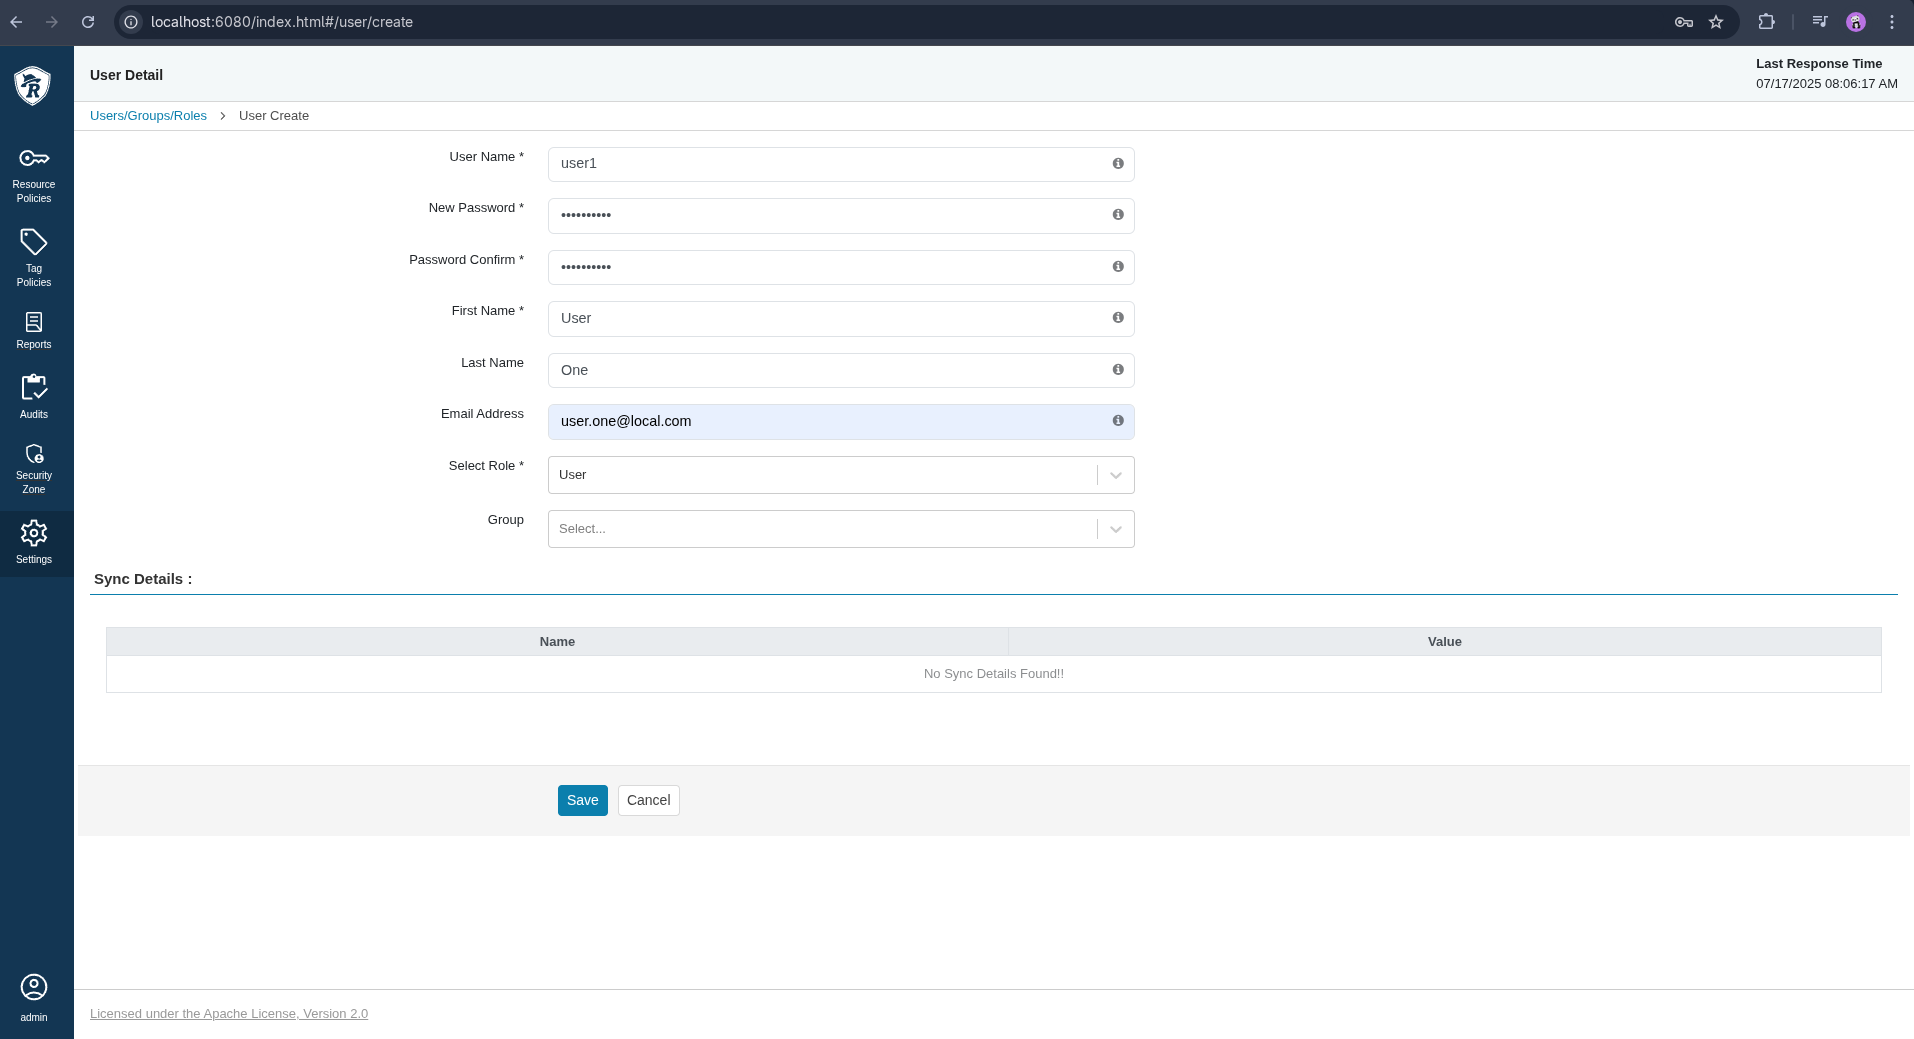 localhost:6080/index.html#/user/create
User Detail
Last Response Time
07/17/2025 08:06:17 AM
Users/Groups/Roles > User Create
R
Resource
Policies
Tag
Policies
Reports
Audits
Security
Zone
Settings
admin
User Name * user1
New Password * ••••••••••
Password Confirm * ••••••••••
First Name * User
Last Name One
Email Address user.one@local.com
Select Role * User
Group Select...
Sync Details :
Name Value
No Sync Details Found!!
Save Cancel
Licensed under the Apache License, Version 2.0